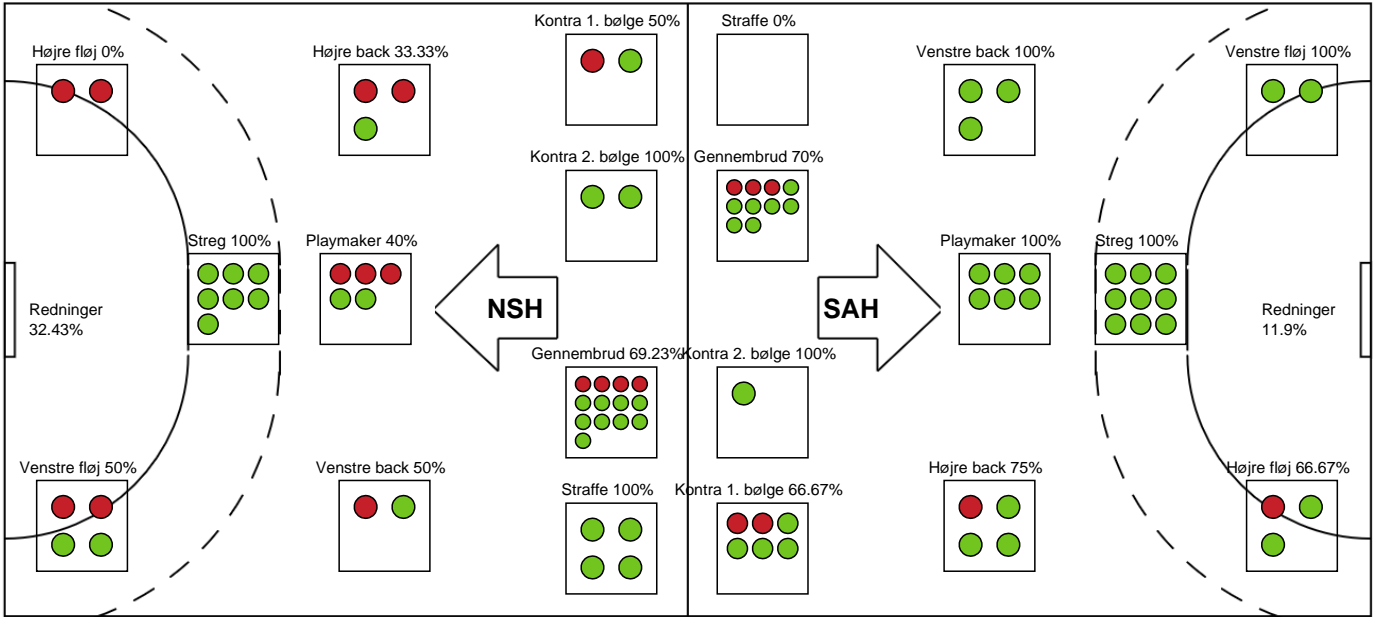 Kontra 1. bølge 50%
Straffe 0%
Højre fløj 0%
Højre back 33.33%
Venstre back 100%
Venstre fløj 100%
Kontra 2. bølge 100%
Gennembrud 70%
Streg 100%
Playmaker 40%
Playmaker 100%
Streg 100%
NSH
SAH
Redninger
32.43%
Redninger
11.9%
Gennembrud 69.23%
Kontra 2. bølge 100%
Venstre fløj 50%
Venstre back 50%
Straffe 100%
Kontra 1. bølge 66.67%
Højre back 75%
Højre fløj 66.67%